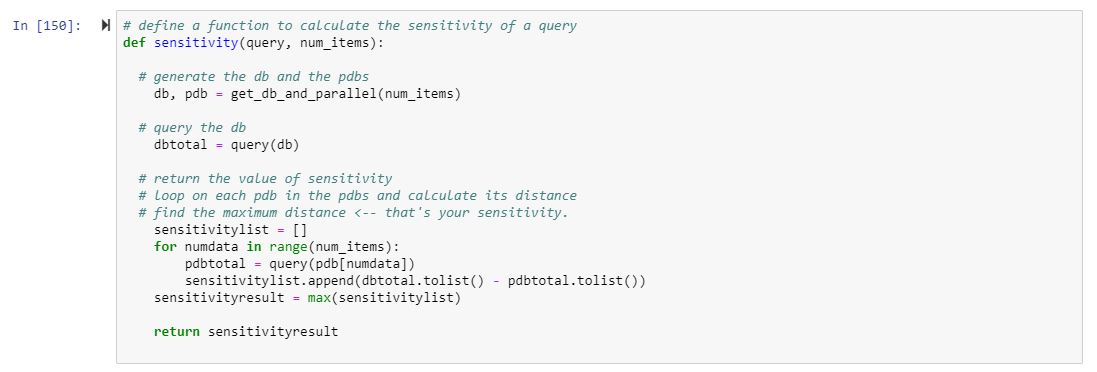 In [150]:
# define a function to calculate the sensitivity of a query
def sensitivity(query, num_items):
  # generate the db and the pdbs
    db, pdb = get_db_and_parallel(num_items)
  # query the db
    dbtotal = query(db)
  # return the value of sensitivity
  # loop on each pdb in the pdbs and calculate its distance
  # find the maximum distance <-- that's your sensitivity.
    sensitivitylist = []
    for numdata in range(num_items):
        pdbtotal = query(pdb[numdata])
        sensitivitylist.append(dbtotal.tolist() - pdbtotal.tolist())
    sensitivityresult = max(sensitivitylist)
    return sensitivityresult